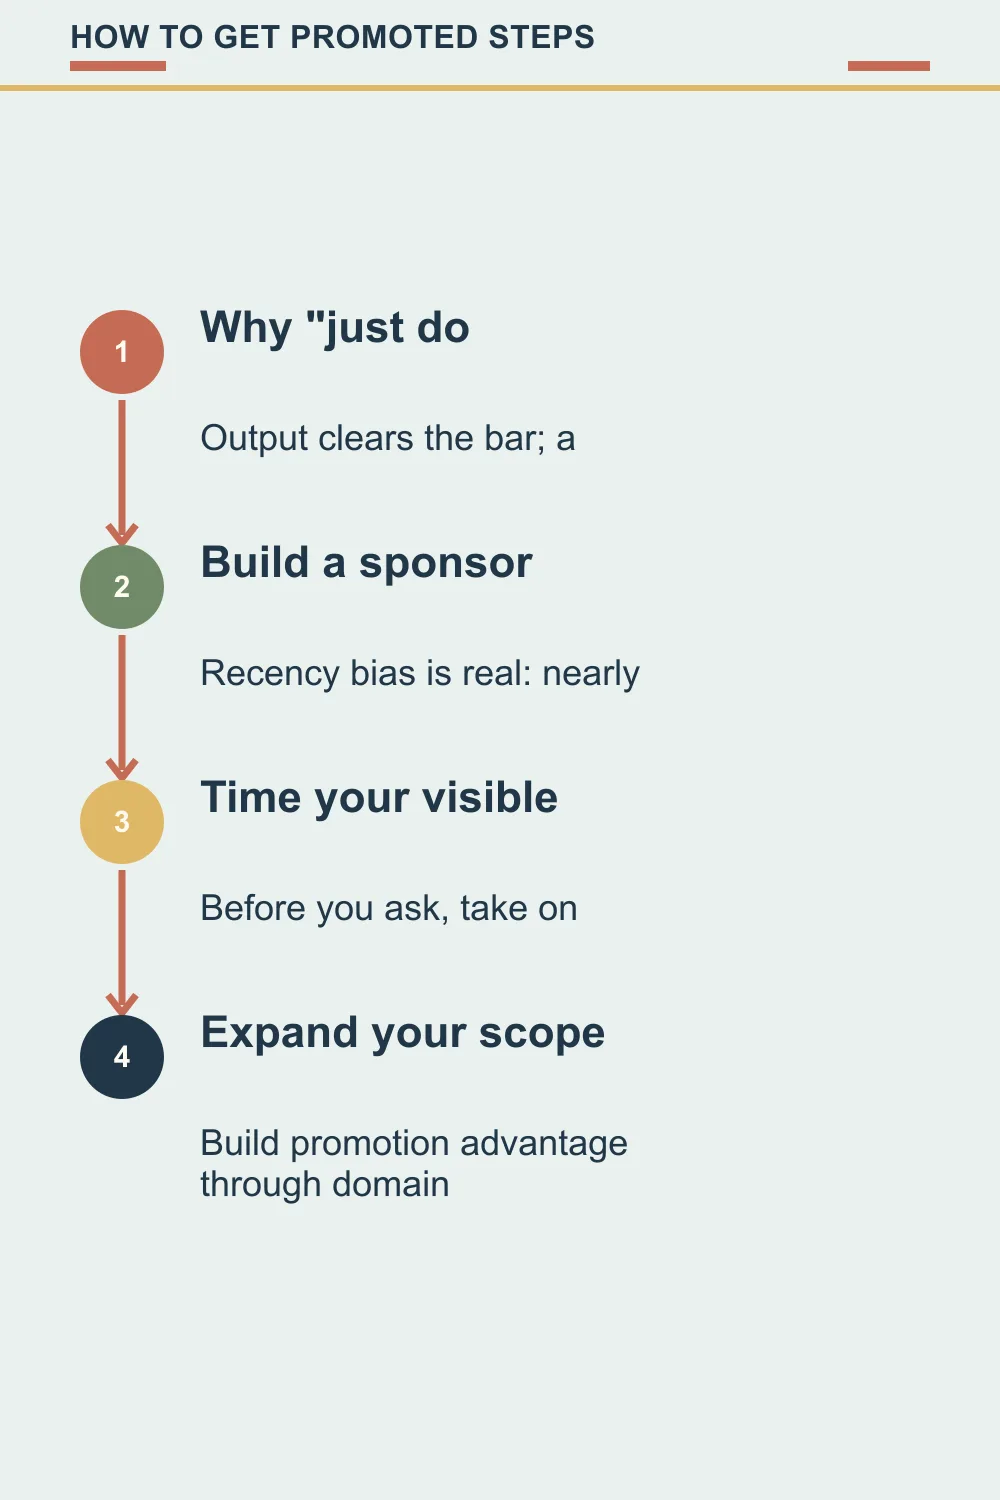 HOW TO GET PROMOTED STEPS
1
Why "just do
Output clears the bar; a
2
Build a sponsor
Recency bias is real: nearly
3
Time your visible
Before you ask, take on
4
Expand your scope
Build promotion advantage
through domain